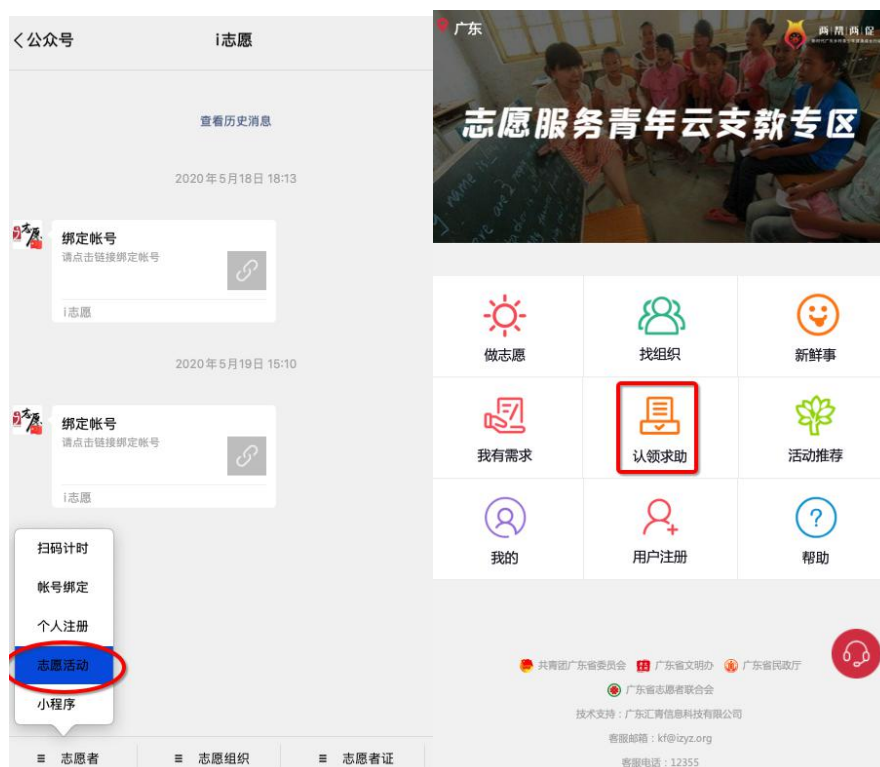 公众号
i志愿
查看历史消息
2020年5月18日 18:13
绑定帐号
请点击链接绑定帐号
i志愿
2020年5月19日 15:10
绑定帐号
请点击链接绑定帐号
i志愿
扫码计时
帐号绑定
个人注册
志愿活动
小程序
志愿者
志愿组织
志愿者证
广东
两帮两保
志愿服务青年云支教专区
做志愿
找组织
新鲜事
我有需求
认领求助
活动推荐
我的
用户注册
帮助
共青团广东省委员会 广东省文明办 广东省民政厅
广东省志愿者联合会
技术支持：广东汇青信息科技有限公司
客服邮箱：kf@izyz.org
客服电话：12355